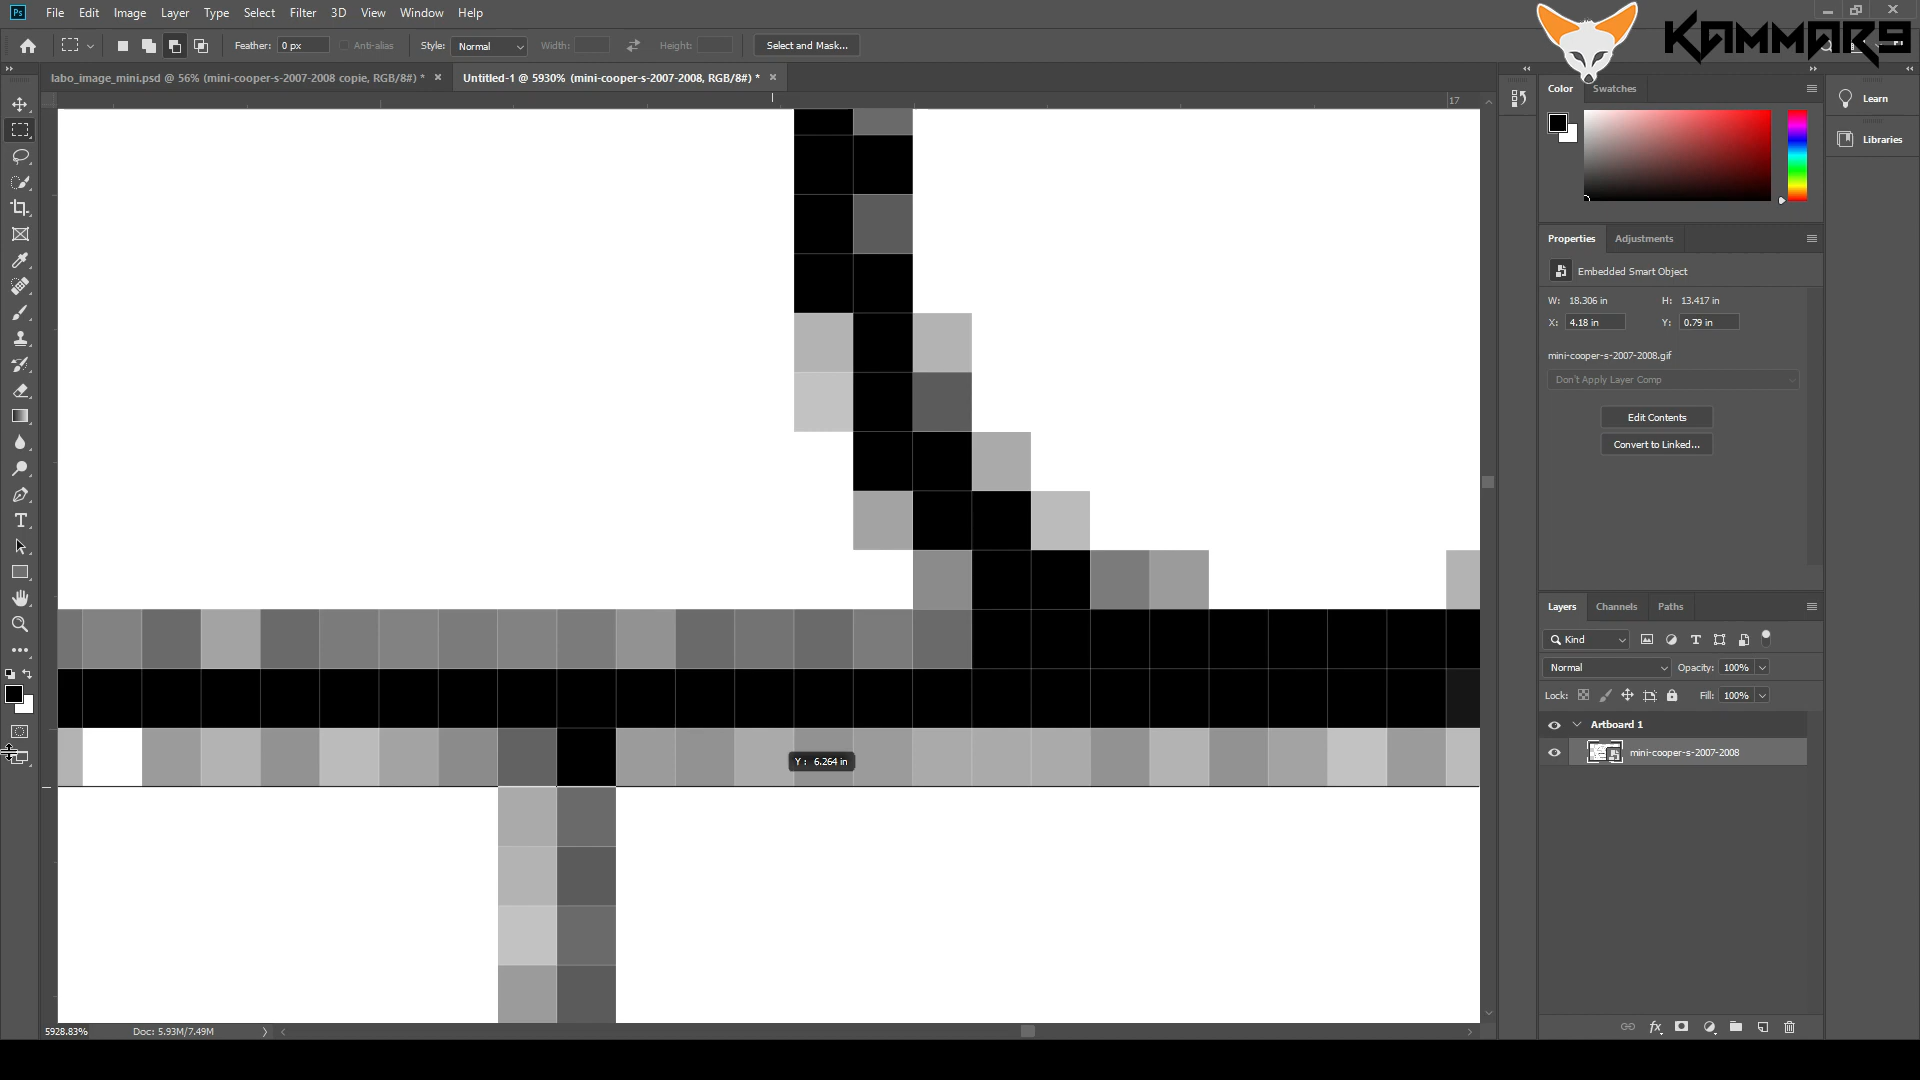 Ps File Edit Image Layer Type Select Filter 3D View Window Help
KAMMARS
Feather: 0 px Anti-alias Style: Normal Width: Height: Select and Mask...
labo_image_mini.psd @ 56% (mini-cooper-s-2007-2008 copie, RGB/8#) * Untitled-1 @ 5930% (mini-cooper-s-2007-2008, RGB/8#) *
Color Swatches
Learn
17
Libraries
Properties Adjustments
Embedded Smart Object
W: 18.306 in H: 13.417 in
X: 4.18 in Y: 0.79 in
mini-cooper-s-2007-2008.gif
Don't Apply Layer Comp
Edit Contents
Convert to Linked...
Layers Channels Paths
Kind
Normal Opacity: 100%
Lock: Fill: 100%
Artboard 1
mini-cooper-s-2007-2008
Y : 6.264 in
5928.83% Doc: 5.93M/7.49M